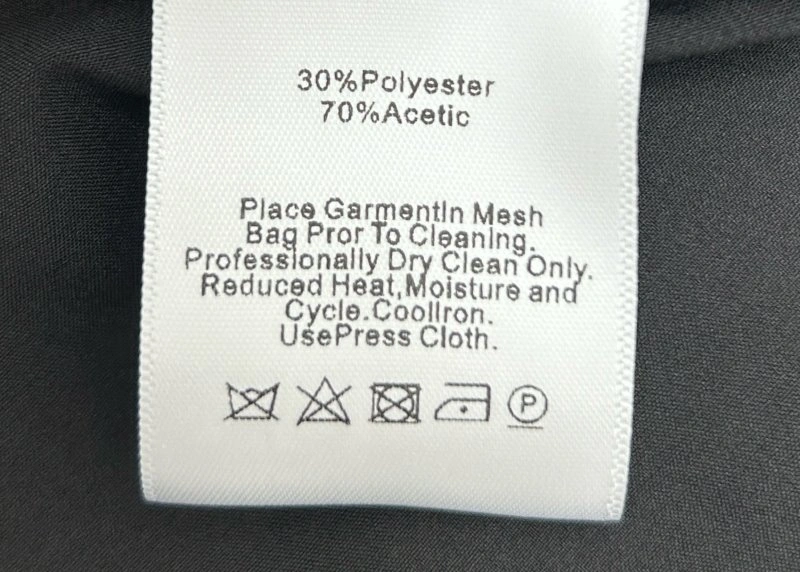 30%Polyester
70%Acetic
Place GarmentIn Mesh
Bag Pror To Cleaning.
Professionally Dry Clean Only.
Reduced Heat,Moisture and
Cycle.CoolIron.
UsePress Cloth.
P